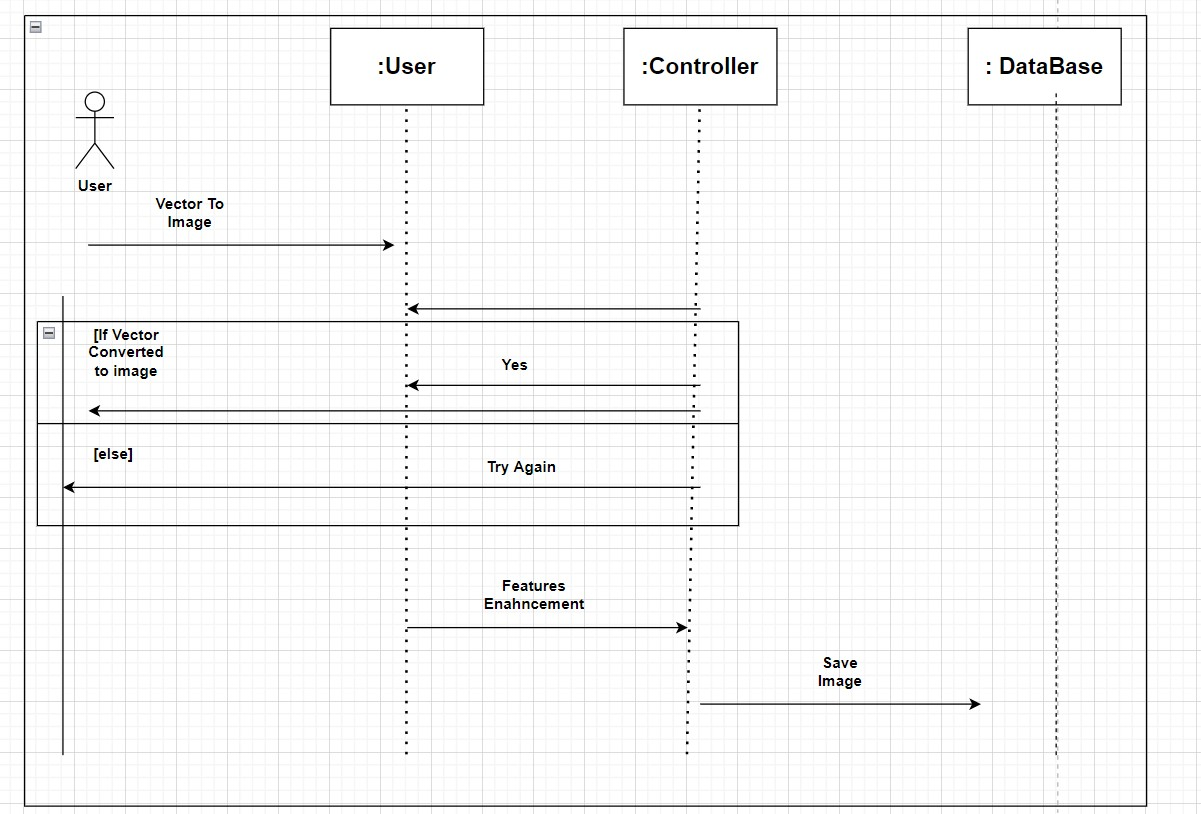 :User
:Controller
: DataBase
User
Vector To
Image
[If Vector
Converted
to image
Yes
[else]
Try Again
Features
Enahncement
Save
Image